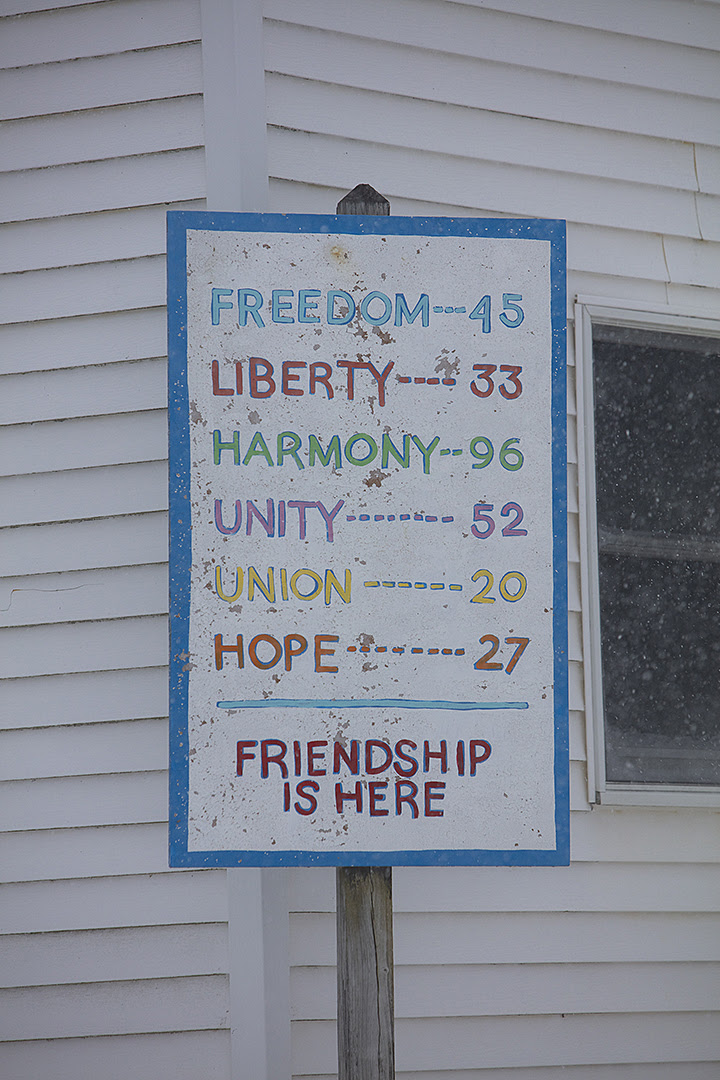 FREEDOM---45
LIBERTY---- 33
HARMONY--96
UNITY------- 52
UNION ------ 20
HOPE -------- 27
FRIENDSHIP
IS HERE